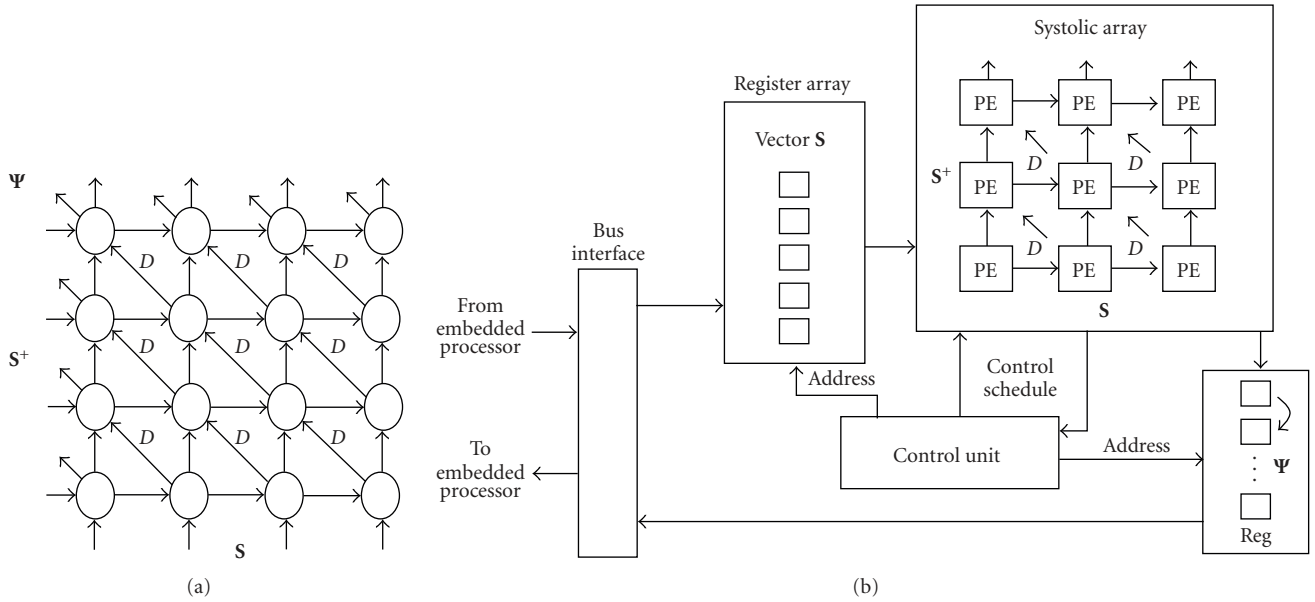 Ψ
D D D
S⁺
D D D
D D D
S
(a)
From
embedded
processor
To
embedded
processor
Bus
interface
Register array
Vector S
Address
Systolic array
PE PE PE
D D
S⁺
PE PE PE
D D
PE PE PE
S
Control
schedule
Control unit
Address
Ψ
Reg
(b)